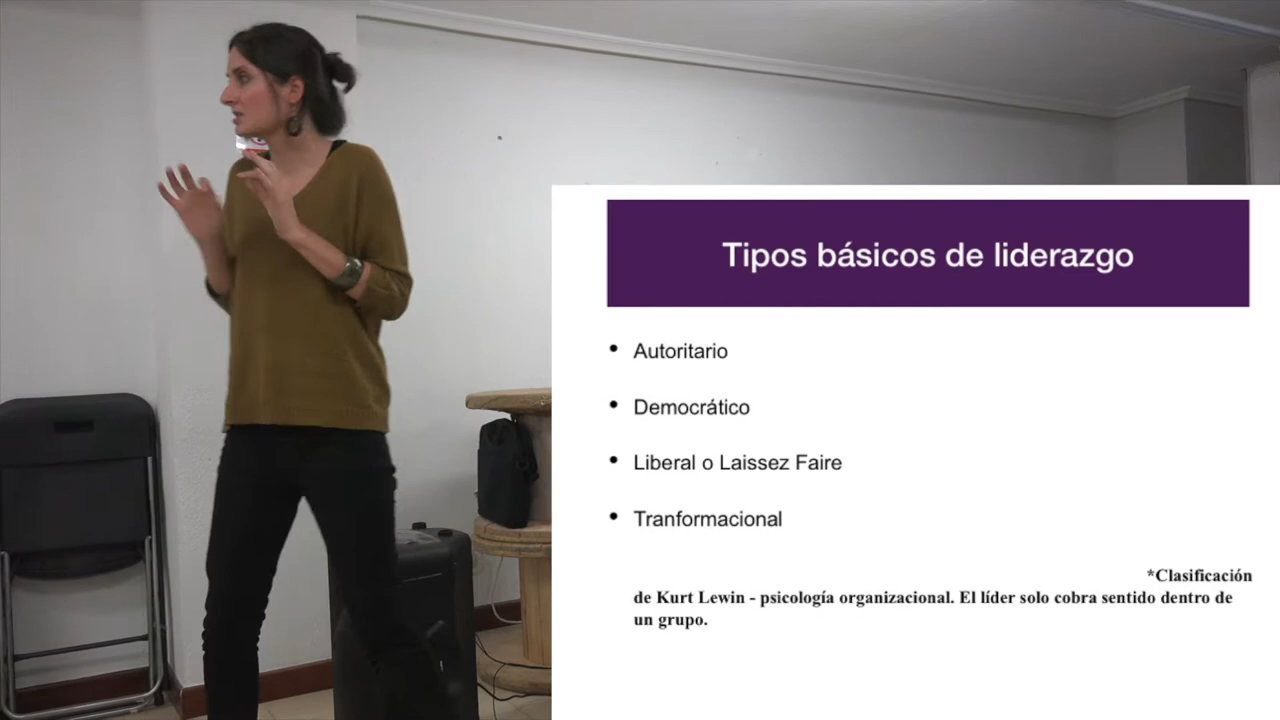 Tipos básicos de liderazgo
• Autoritario
• Democrático
• Liberal o Laissez Faire
• Tranformacional
*Clasificación
de Kurt Lewin - psicología organizacional. El líder solo cobra sentido dentro de
un grupo.